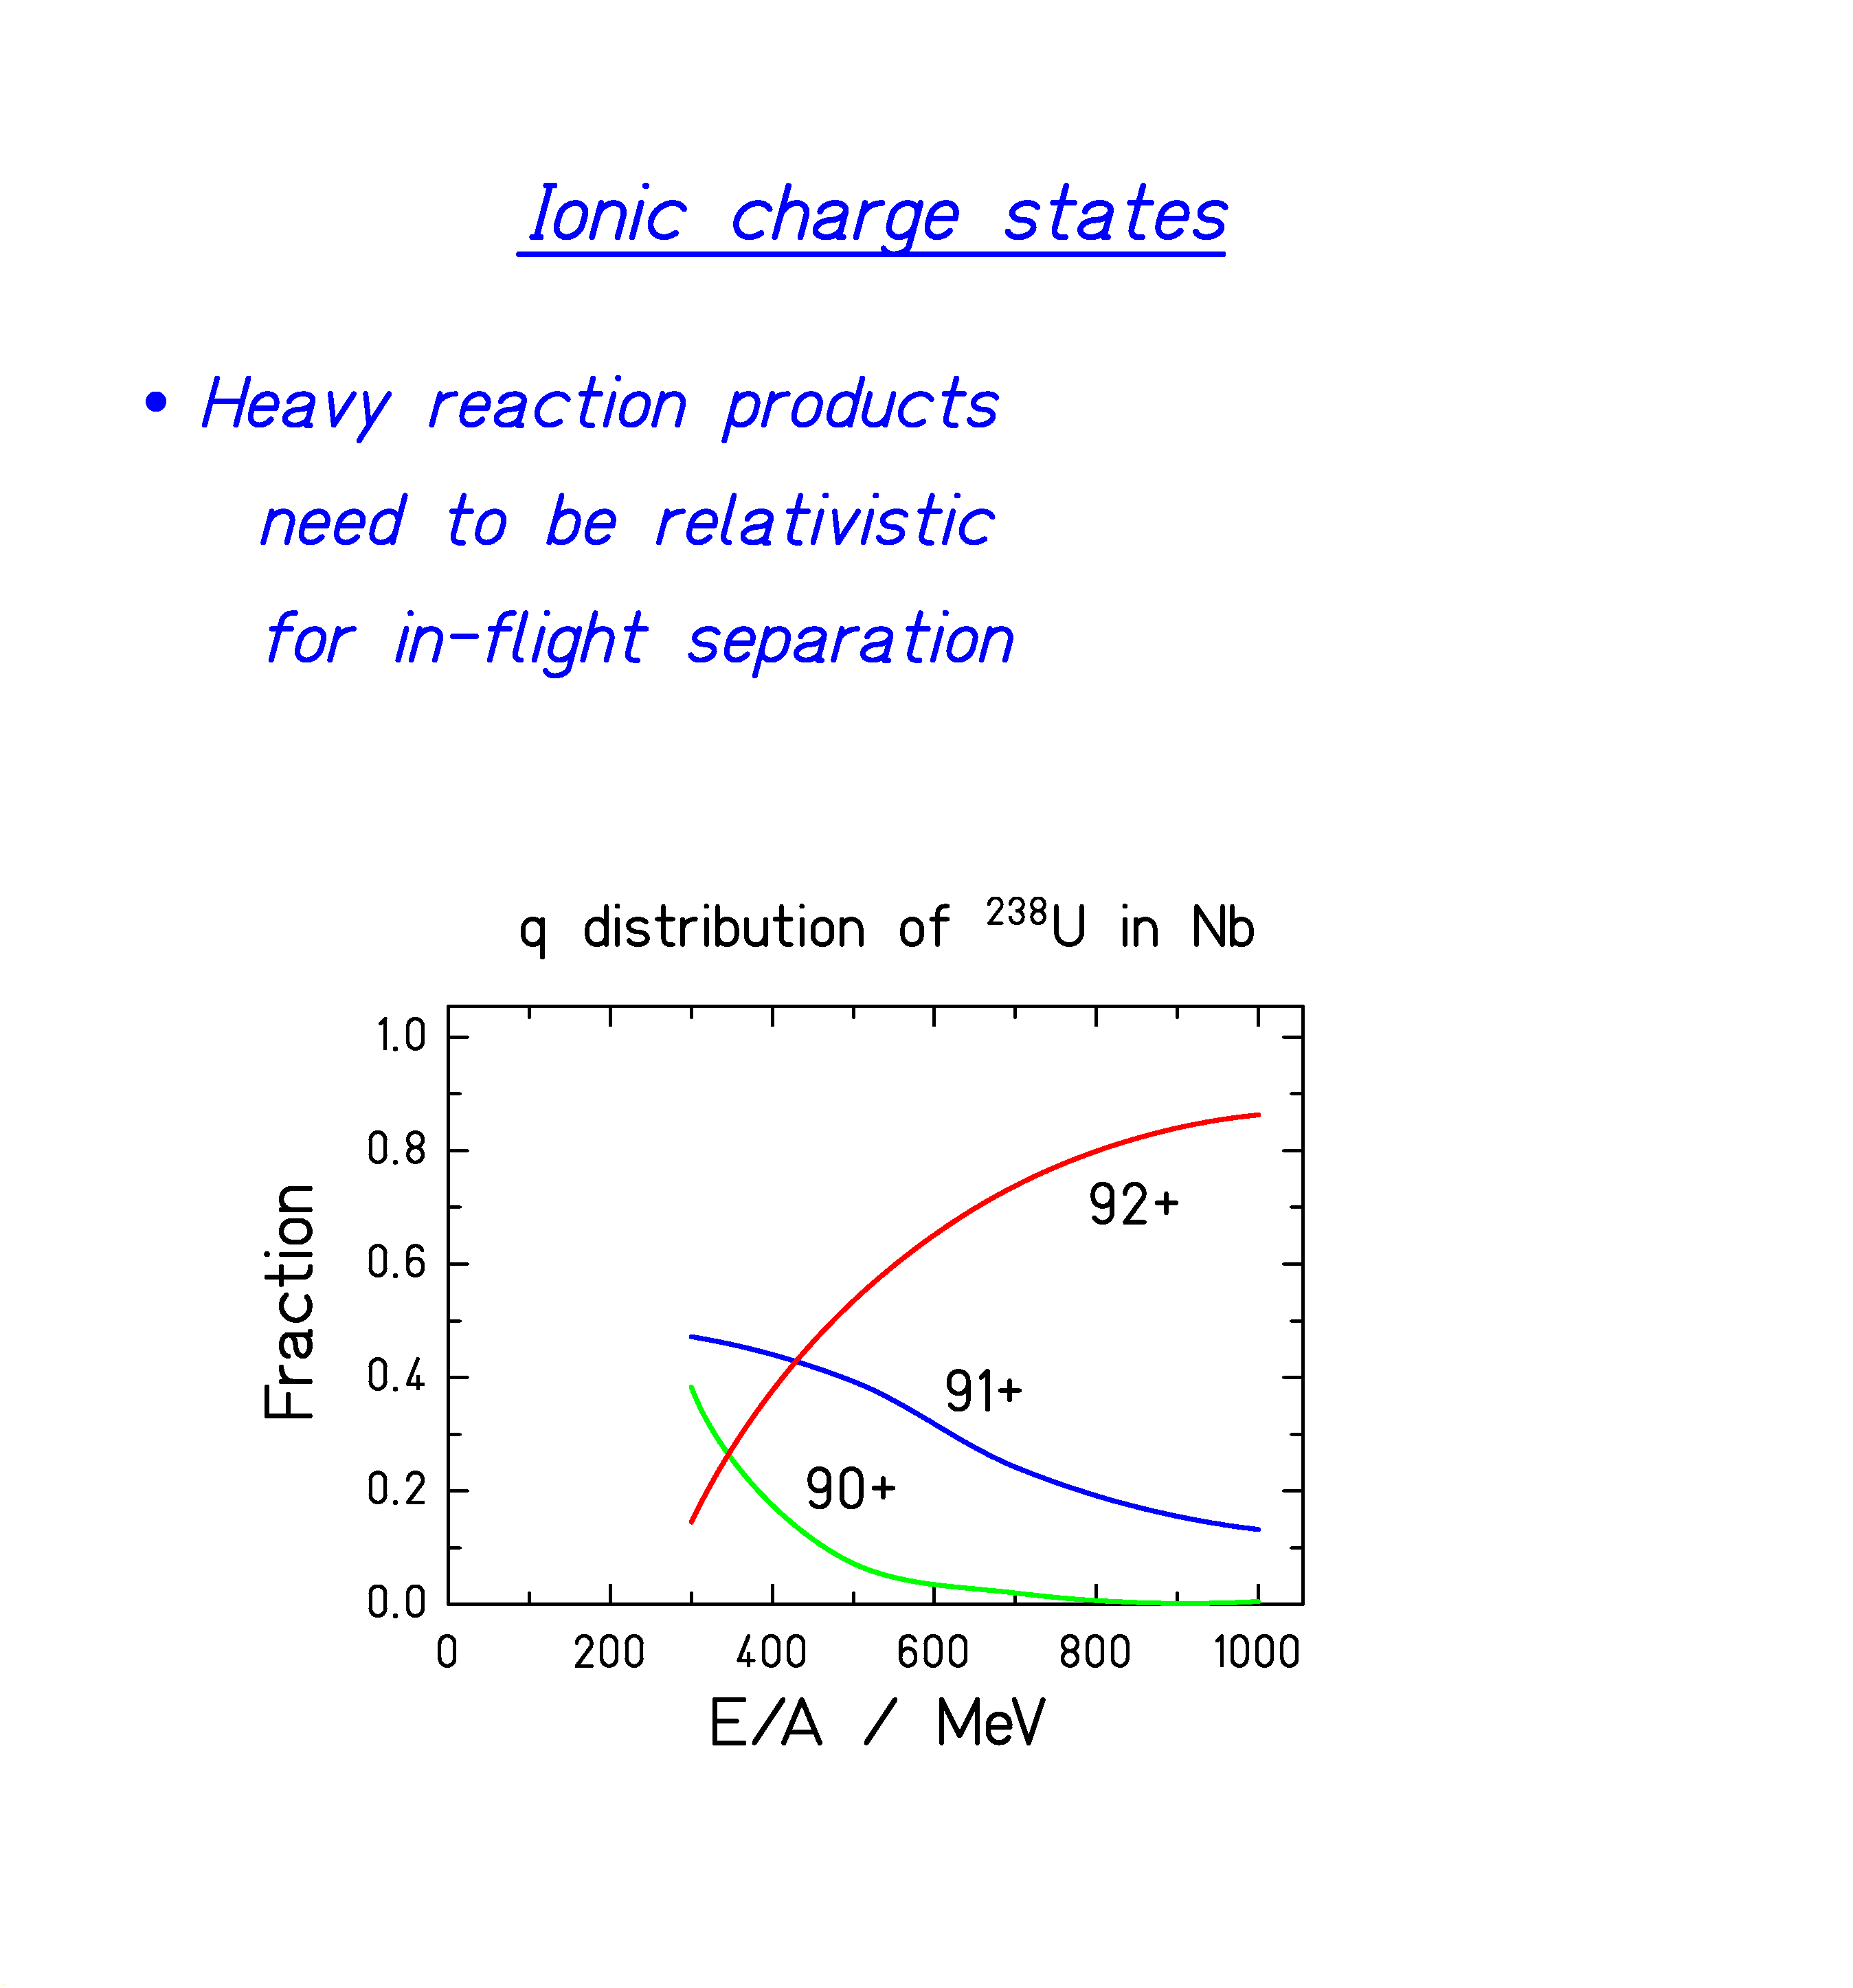 Ionic charge states
• Heavy reaction products
need to be relativistic
for in-flight separation
q distribution of ²³⁸U in Nb
1.0
0.8
0.6
0.4
0.2
0.0
Fraction
92+
91+
90+
0 200 400 600 800 1000
E/A / MeV